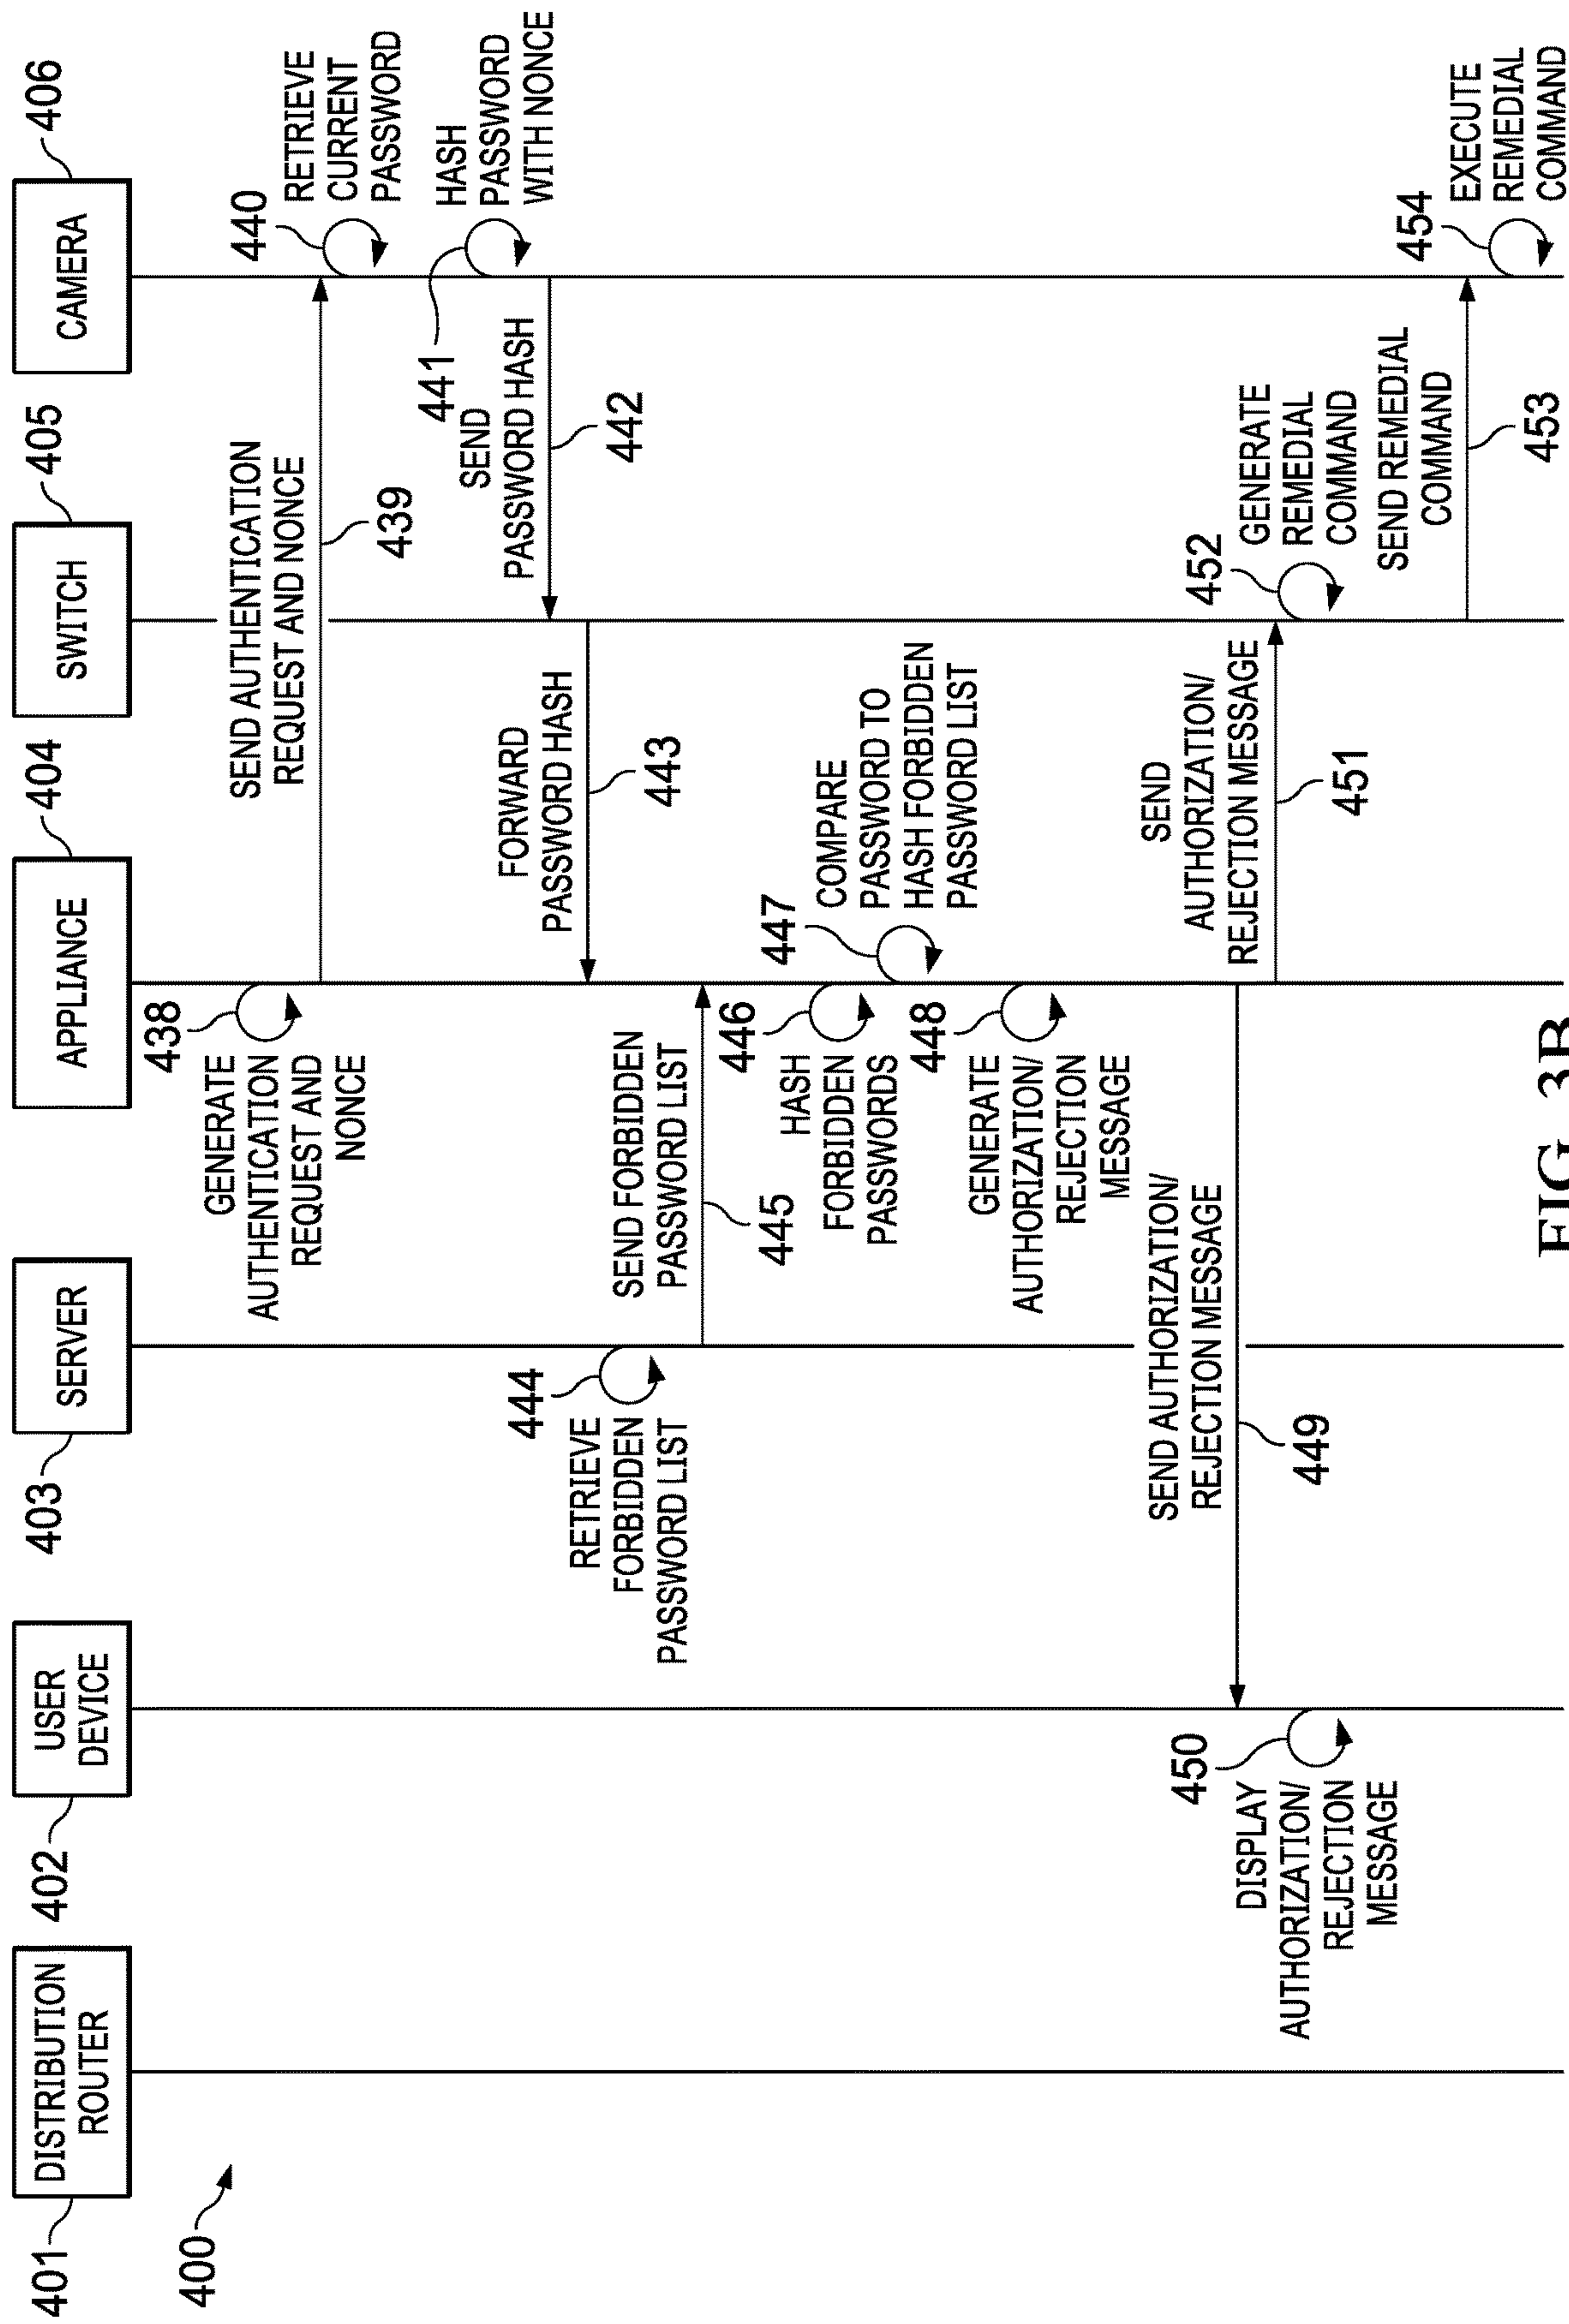 401
DISTRIBUTION
ROUTER
402
USER
DEVICE
403
SERVER
404
APPLIANCE
405
SWITCH
406
CAMERA
400
438
GENERATE
AUTHENTICATION
REQUEST AND
NONCE
SEND AUTHENTICATION
REQUEST AND NONCE
439
440
RETRIEVE
CURRENT
PASSWORD
441
HASH
PASSWORD
WITH NONCE
SEND
PASSWORD HASH
442
FORWARD
PASSWORD HASH
443
444
RETRIEVE
FORBIDDEN
PASSWORD LIST
SEND FORBIDDEN
PASSWORD LIST
445
446
HASH
FORBIDDEN
PASSWORDS
447
COMPARE
PASSWORD TO
HASH FORBIDDEN
PASSWORD LIST
448
GENERATE
AUTHORIZATION/
REJECTION
MESSAGE
SEND AUTHORIZATION/
REJECTION MESSAGE
449
450
DISPLAY
AUTHORIZATION/
REJECTION
MESSAGE
SEND
AUTHORIZATION/
REJECTION MESSAGE
451
452
GENERATE
REMEDIAL
COMMAND
SEND REMEDIAL
COMMAND
453
454
EXECUTE
REMEDIAL
COMMAND
FIG. 3B